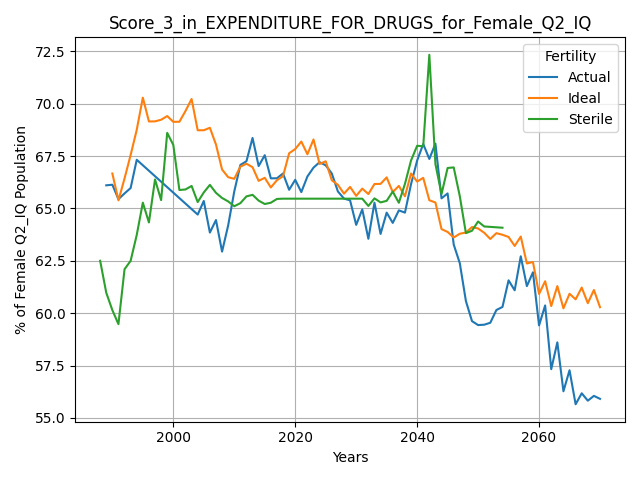 Score_3_in_EXPENDITURE_FOR_DRUGS_for_Female_Q2_IQ
Fertility
Actual
Ideal
Sterile
% of Female Q2_IQ Population
72.5
70.0
67.5
65.0
62.5
60.0
57.5
55.0
2000
2020
2040
2060
Years